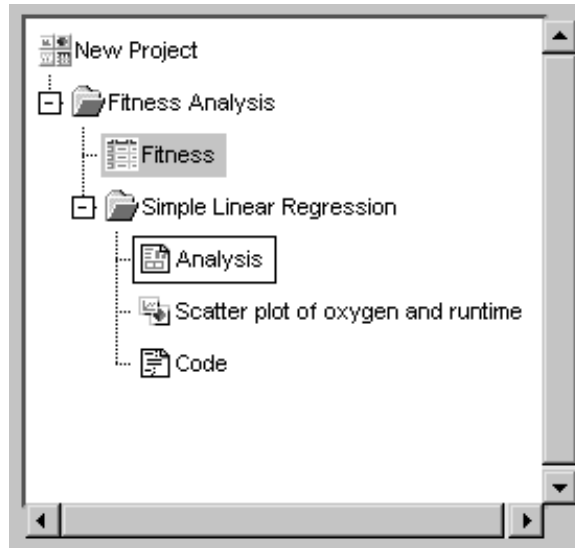 New Project
Fitness Analysis
Fitness
Simple Linear Regression
Analysis
Scatter plot of oxygen and runtime
Code